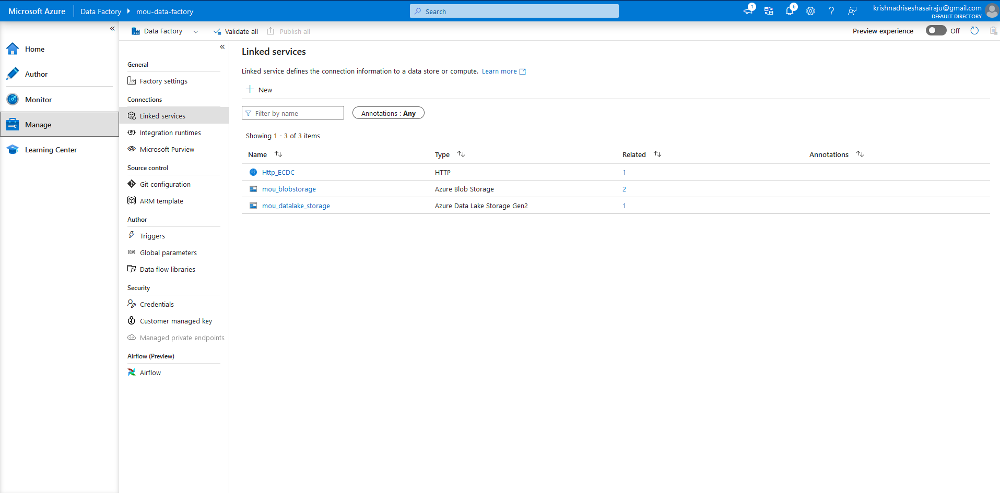 Microsoft Azure
Data Factory
mou-data-factory
Search
1
6
krishnadriseshasairaju@gmail.com
DEFAULT DIRECTORY
Data Factory
Validate all
Publish all
Preview experience
Off
Home
Author
Monitor
Manage
Learning Center
General
Factory settings
Connections
Linked services
Integration runtimes
Microsoft Purview
Source control
Git configuration
ARM template
Author
Triggers
Global parameters
Data flow libraries
Security
Credentials
Customer managed key
Managed private endpoints
Airflow (Preview)
Airflow
Linked services
Linked service defines the connection information to a data store or compute. Learn more
New
Filter by name
Annotations : Any
Showing 1 - 3 of 3 items
Name Type Related Annotations
Http_ECDC HTTP 1
mou_blobstorage Azure Blob Storage 2
mou_datalake_storage Azure Data Lake Storage Gen2 1